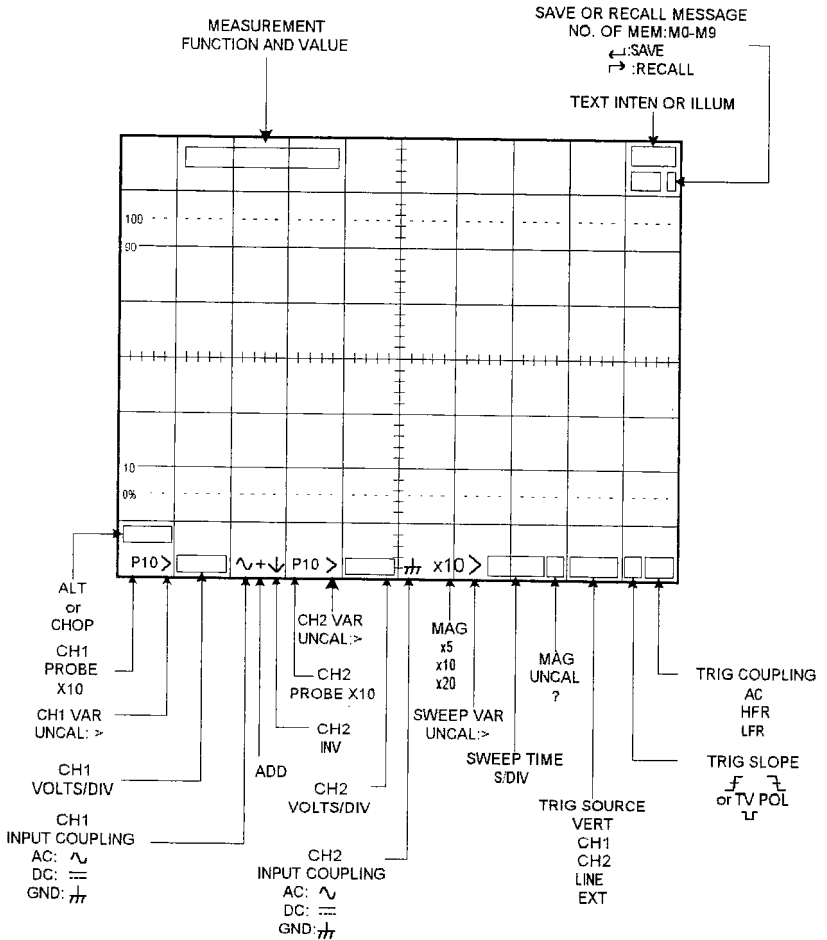 MEASUREMENT
FUNCTION AND VALUE
SAVE OR RECALL MESSAGE
NO. OF MEM:M0-M9
↵:SAVE
↱:RECALL
TEXT INTEN OR ILLUM
100
90
10
0%
P10 > ∿+↓ P10 > x10 >
ALT
or
CHOP
CH1
PROBE
X10
CH1 VAR
UNCAL: >
CH1
VOLTS/DIV
CH1
INPUT COUPLING
AC: ∿
DC: ⎓
GND:
ADD
CH2 VAR
UNCAL:>
CH2
PROBE X10
CH2
INV
CH2
VOLTS/DIV
CH2
INPUT COUPLING
AC: ∿
DC: ⎓
GND:
MAG
x5
x10
x20
SWEEP VAR
UNCAL:>
SWEEP TIME
S/DIV
MAG
UNCAL
?
TRIG SOURCE
VERT
CH1
CH2
LINE
EXT
TRIG COUPLING
AC
HFR
LFR
TRIG SLOPE
or TV POL